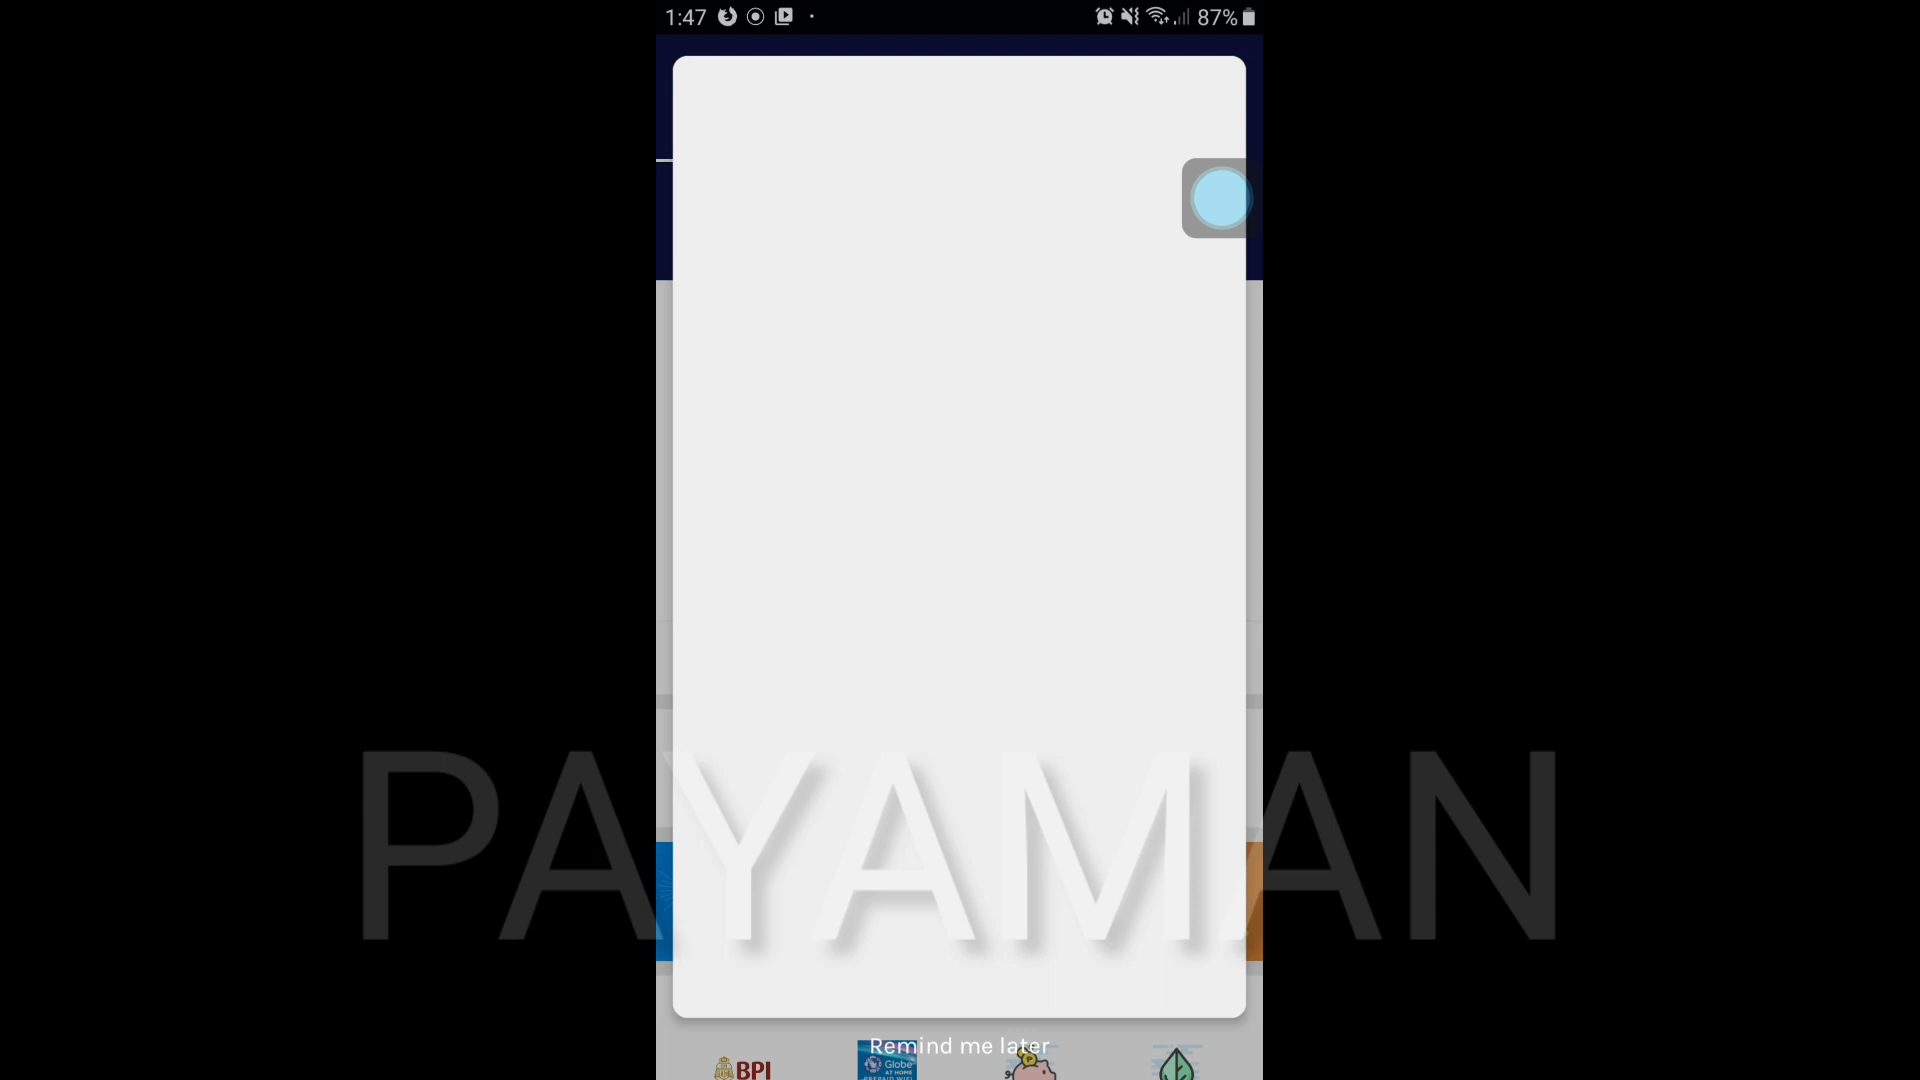 1:47
87%
PAYAMAN
Remind me later
BPI
Globe
AT HOME
PREPAID WIFI